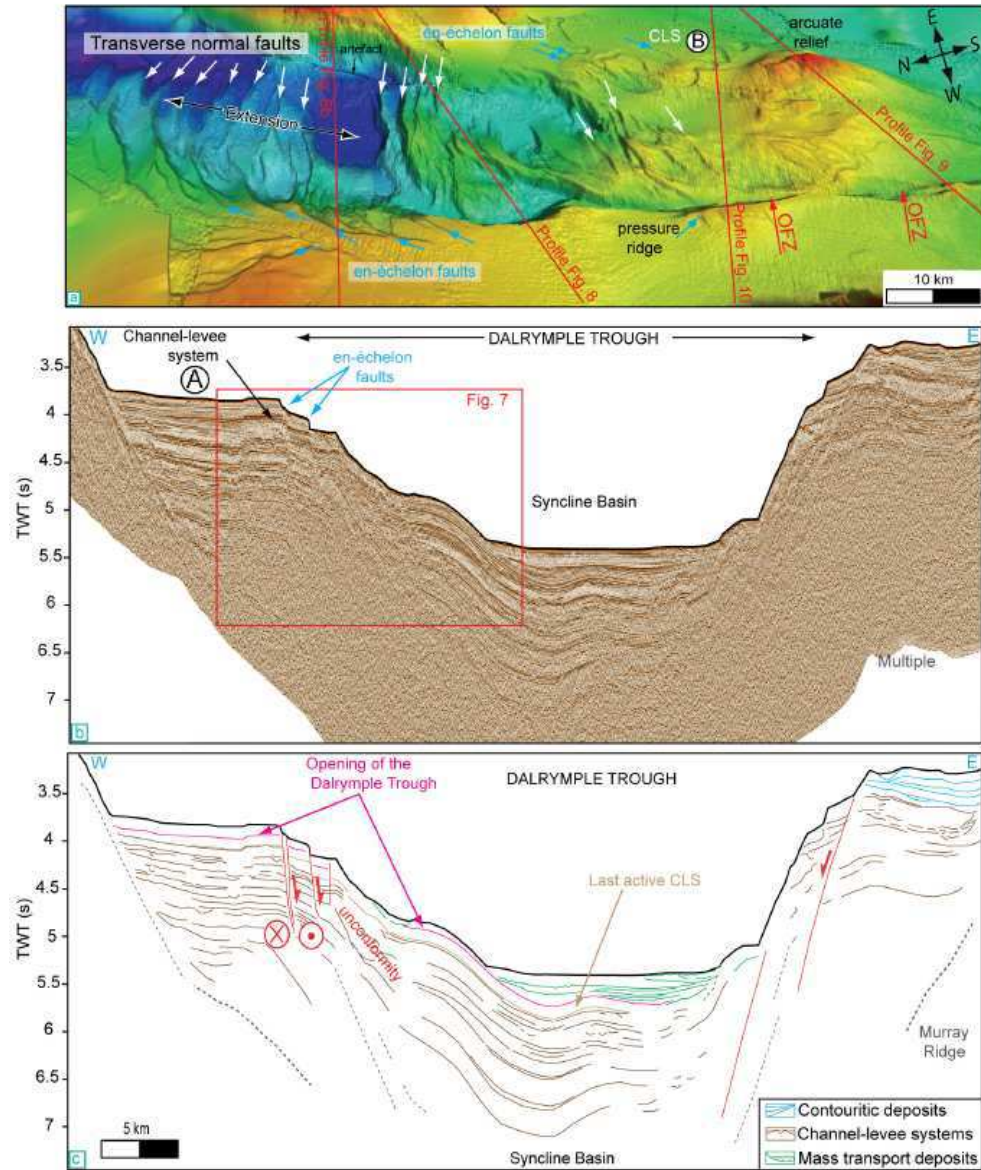 Transverse normal faults
en-échelon faults
CLS
B
arcuate
relief
E
S
N
W
artefact
Extension
Profile Fig. 9
Profile Fig. 8
Profile Fig. 10
OFZ
OFZ
pressure
ridge
en-échelon faults
10 km
a
W
Channel-levee
system
A
en-échelon
faults
DALRYMPLE TROUGH
E
Fig. 7
3.5
4
4.5
5
5.5
6
6.5
7
TWT (s)
Syncline Basin
Multiple
b
W
Opening of the
Dalrymple Trough
DALRYMPLE TROUGH
E
3.5
4
4.5
5
5.5
6
6.5
7
TWT (s)
Last active CLS
unconformity
Murray
Ridge
5 km
c
Syncline Basin
Contouritic deposits
Channel-levee systems
Mass transport deposits